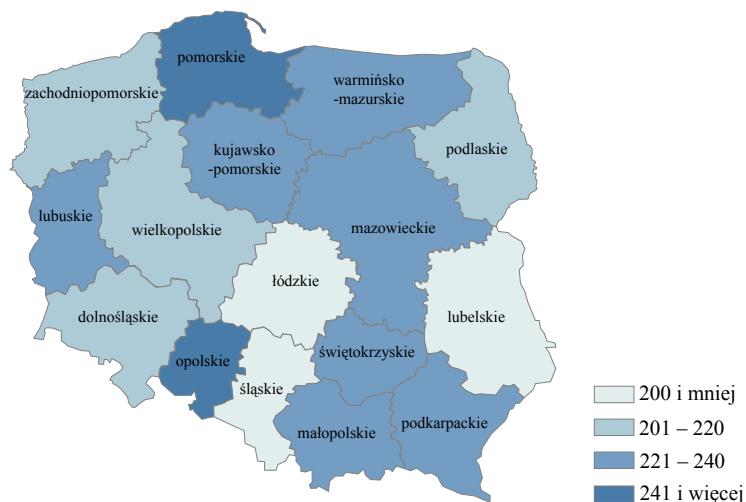 pomorskie
zachodniopomorskie
warmińsko
-mazurskie
podlaskie
kujawsko
-pomorskie
lubuskie
wielkopolskie
mazowieckie
łódzkie
dolnośląskie
lubelskie
opolskie
świętokrzyskie
śląskie
małopolskie
podkarpackie
200 i mniej
201 – 220
221 – 240
241 i więcej